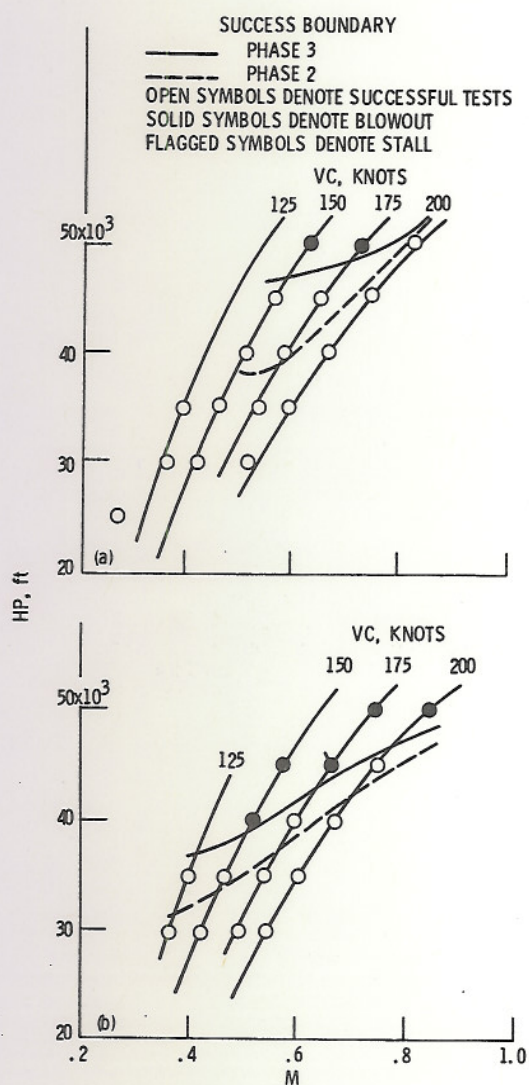 SUCCESS BOUNDARY
PHASE 3
PHASE 2
OPEN SYMBOLS DENOTE SUCCESSFUL TESTS
SOLID SYMBOLS DENOTE BLOWOUT
FLAGGED SYMBOLS DENOTE STALL
VC, KNOTS
125 150 175 200
50x10³
40
30
20
(a)
HP, ft
VC, KNOTS
150 175 200
125
50x10³
40
30
20
(b)
.2 .4 .6 .8 1.0
M